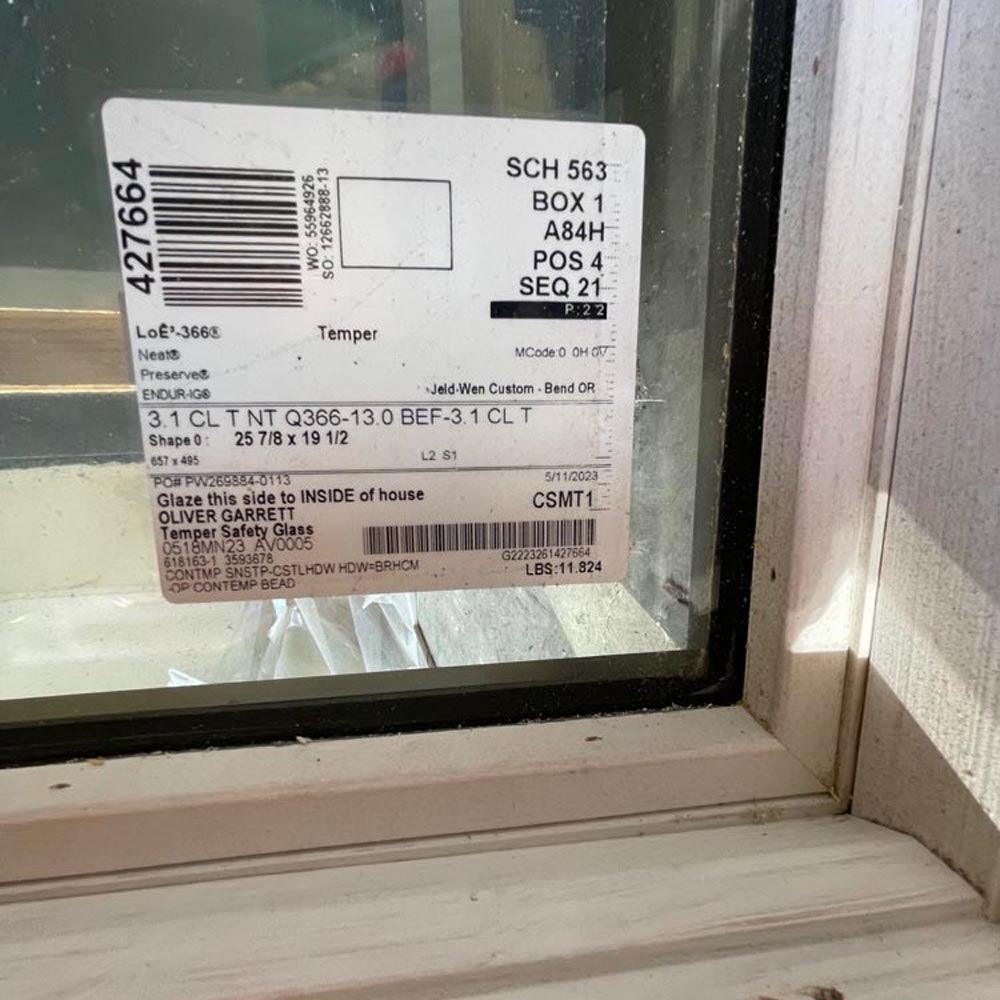 427664
WO: 55964926
SO: 12662888-13
SCH 563
BOX 1
A84H
POS 4
SEQ 21
P:22
LoĒ³-366®
Temper
Neat®
MCode:0 0H 0V
Preserve®
ENDUR-IG®
Jeld-Wen Custom - Bend OR
3.1 CL T NT Q366-13.0 BEF-3.1 CL T
Shape 0 : 25 7/8 x 19 1/2
657 x 495
L2 S1
PO# PW269884-0113
5/11/2023
Glaze this side to INSIDE of house
CSMT1
OLIVER GARRETT
Temper Safety Glass
0518MN23 AV0005
G2223261427664
618163-1 3593678
LBS:11.824
CONTMP SNSTP-CSTLHDW HDW=BRHCM
-OP CONTEMP BEAD